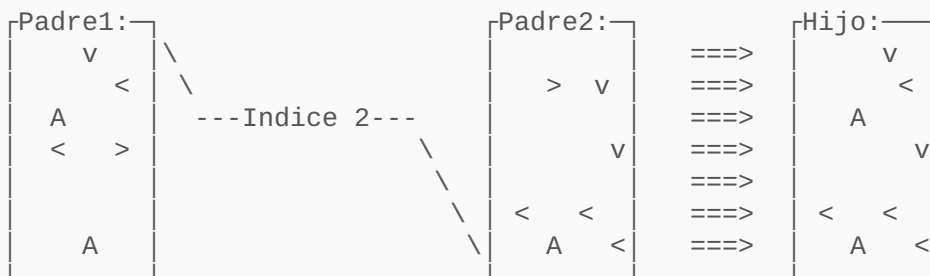 ┌Padre1:─┐                     ┌Padre2:─┐          ┌Hijo:───
│    v   │\                    │        │   ===>   │     v
│      < │ \                   │   >  v │   ===>   │      <
│  A     │  ---Indice 2---     │        │   ===>   │   A
│  <   > │                \    │       v│   ===>   │       v
│        │                 \   │        │   ===>   │
│        │                  \  │ <   <  │   ===>   │ <   <
│    A   │                   \│   A   <│   ===>   │   A   <
│        │                     │        │          │